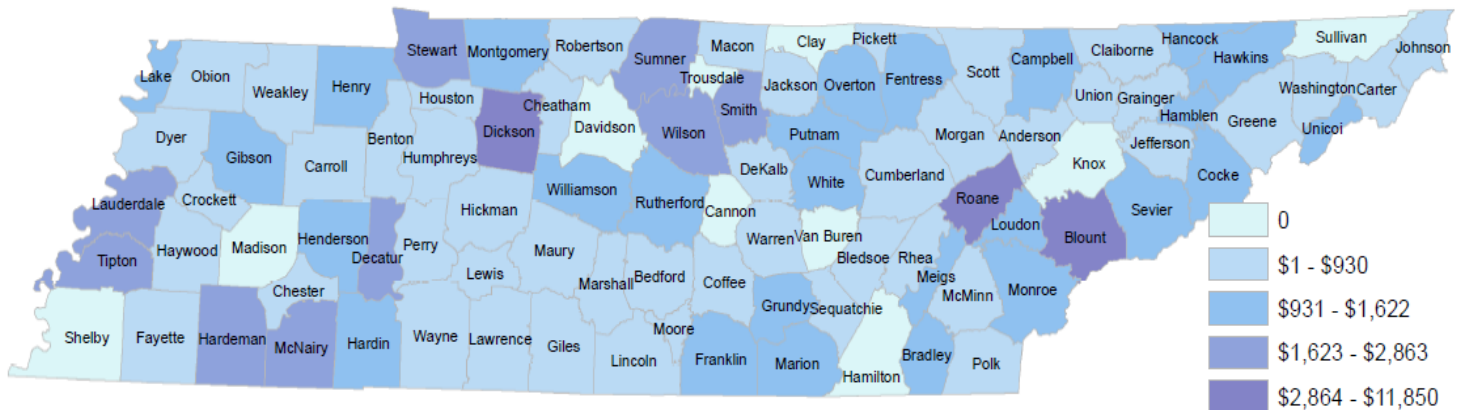 Stewart
Montgomery
Robertson
Sumner
Macon
Clay
Pickett
Trousdale
Lake
Obion
Weakley
Henry
Houston
Cheatham
Dickson
Davidson
Wilson
Smith
Jackson
Overton
Fentress
Scott
Campbell
Claiborne
Hancock
Hawkins
Sullivan
Johnson
Union
Grainger
Hamblen
Washington
Carter
Greene
Unicoi
Dyer
Gibson
Carroll
Benton
Humphreys
Putnam
Morgan
Anderson
Knox
Jefferson
Cocke
Lauderdale
Crockett
Hickman
Williamson
Rutherford
Cannon
DeKalb
White
Cumberland
Roane
Loudon
Blount
Sevier
Tipton
Haywood
Madison
Henderson
Decatur
Perry
Lewis
Maury
Marshall
Bedford
Coffee
Warren
Van Buren
Bledsoe
Rhea
Meigs
McMinn
Monroe
Chester
Shelby
Fayette
Hardeman
McNairy
Hardin
Wayne
Lawrence
Giles
Lincoln
Moore
Franklin
Grundy
Sequatchie
Marion
Hamilton
Bradley
Polk
0
$1 - $930
$931 - $1,622
$1,623 - $2,863
$2,864 - $11,850